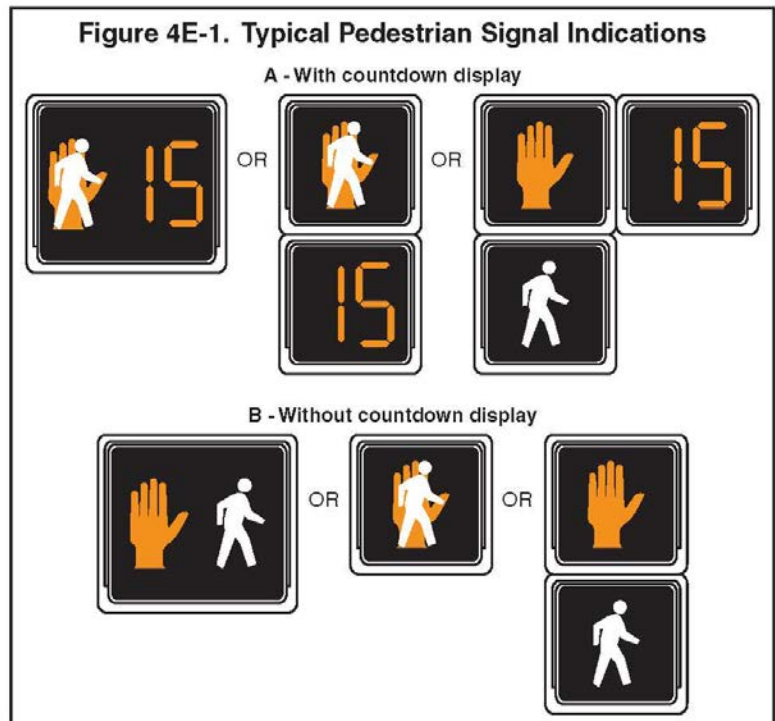 Figure 4E-1. Typical Pedestrian Signal Indications
A - With countdown display
15 OR OR 15
15
B - Without countdown display
OR OR